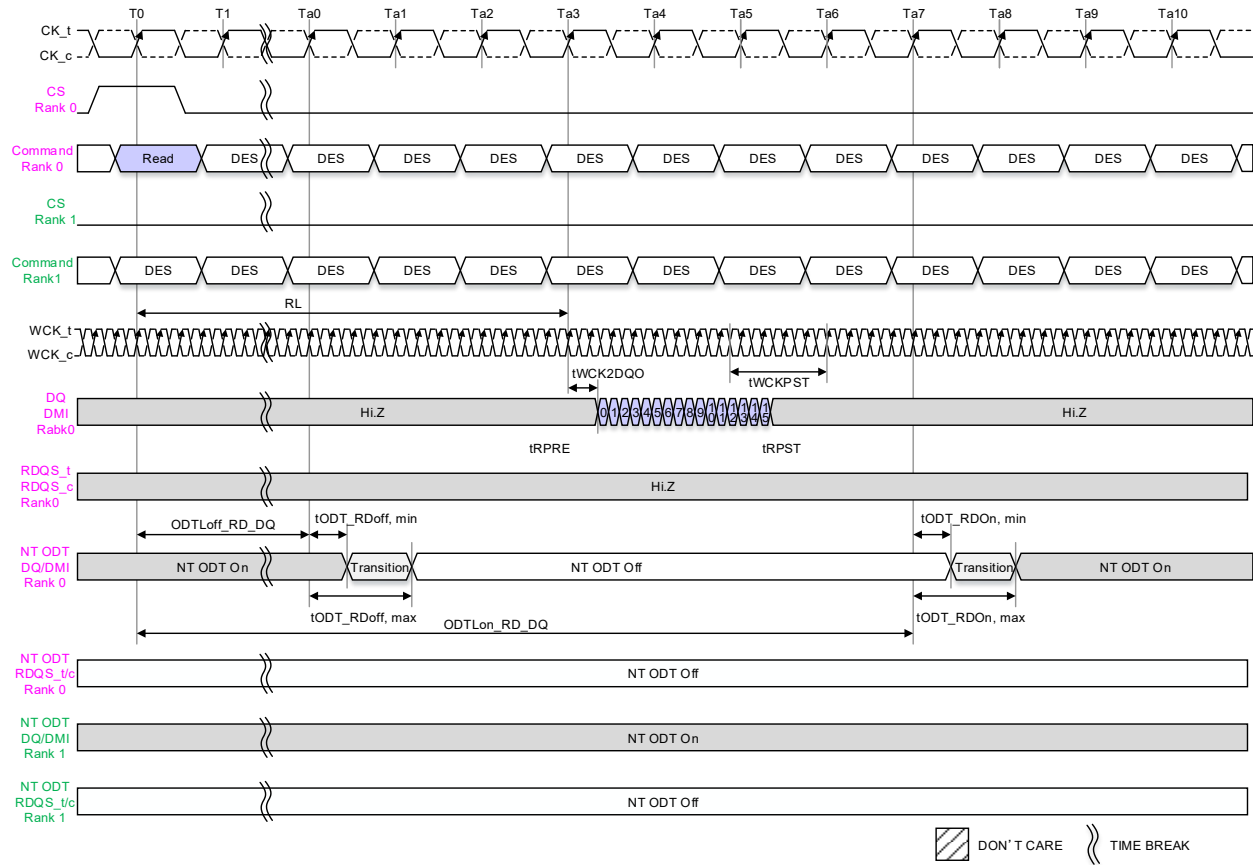 T0 T1 Ta0 Ta1 Ta2 Ta3 Ta4 Ta5 Ta6 Ta7 Ta8 Ta9 Ta10
CK_t
CK_c
CS
Rank 0
Command
Rank 0
Read DES DES DES DES DES DES DES DES DES DES DES DES
CS
Rank 1
Command
Rank1
DES DES DES DES DES DES DES DES DES DES DES DES DES
RL
WCK_t
WCK_c
tWCK2DQO
tWCKPST
DQ
DMI
Rabk0
Hi.Z 0 1 2 3 4 5 6 7 8 9 10 11 12 13 14 15 Hi.Z
tRPRE tRPST
RDQS_t
RDQS_c
Rank0
Hi.Z
ODTLoff_RD_DQ tODT_RDoff, min tODT_RDOn, min
NT ODT
DQ/DMI
Rank 0
NT ODT On Transition NT ODT Off Transition NT ODT On
tODT_RDoff, max tODT_RDOn, max
ODTLon_RD_DQ
NT ODT
RDQS_t/c
Rank 0
NT ODT Off
NT ODT
DQ/DMI
Rank 1
NT ODT On
NT ODT
RDQS_t/c
Rank 1
NT ODT Off
DON'T CARE TIME BREAK